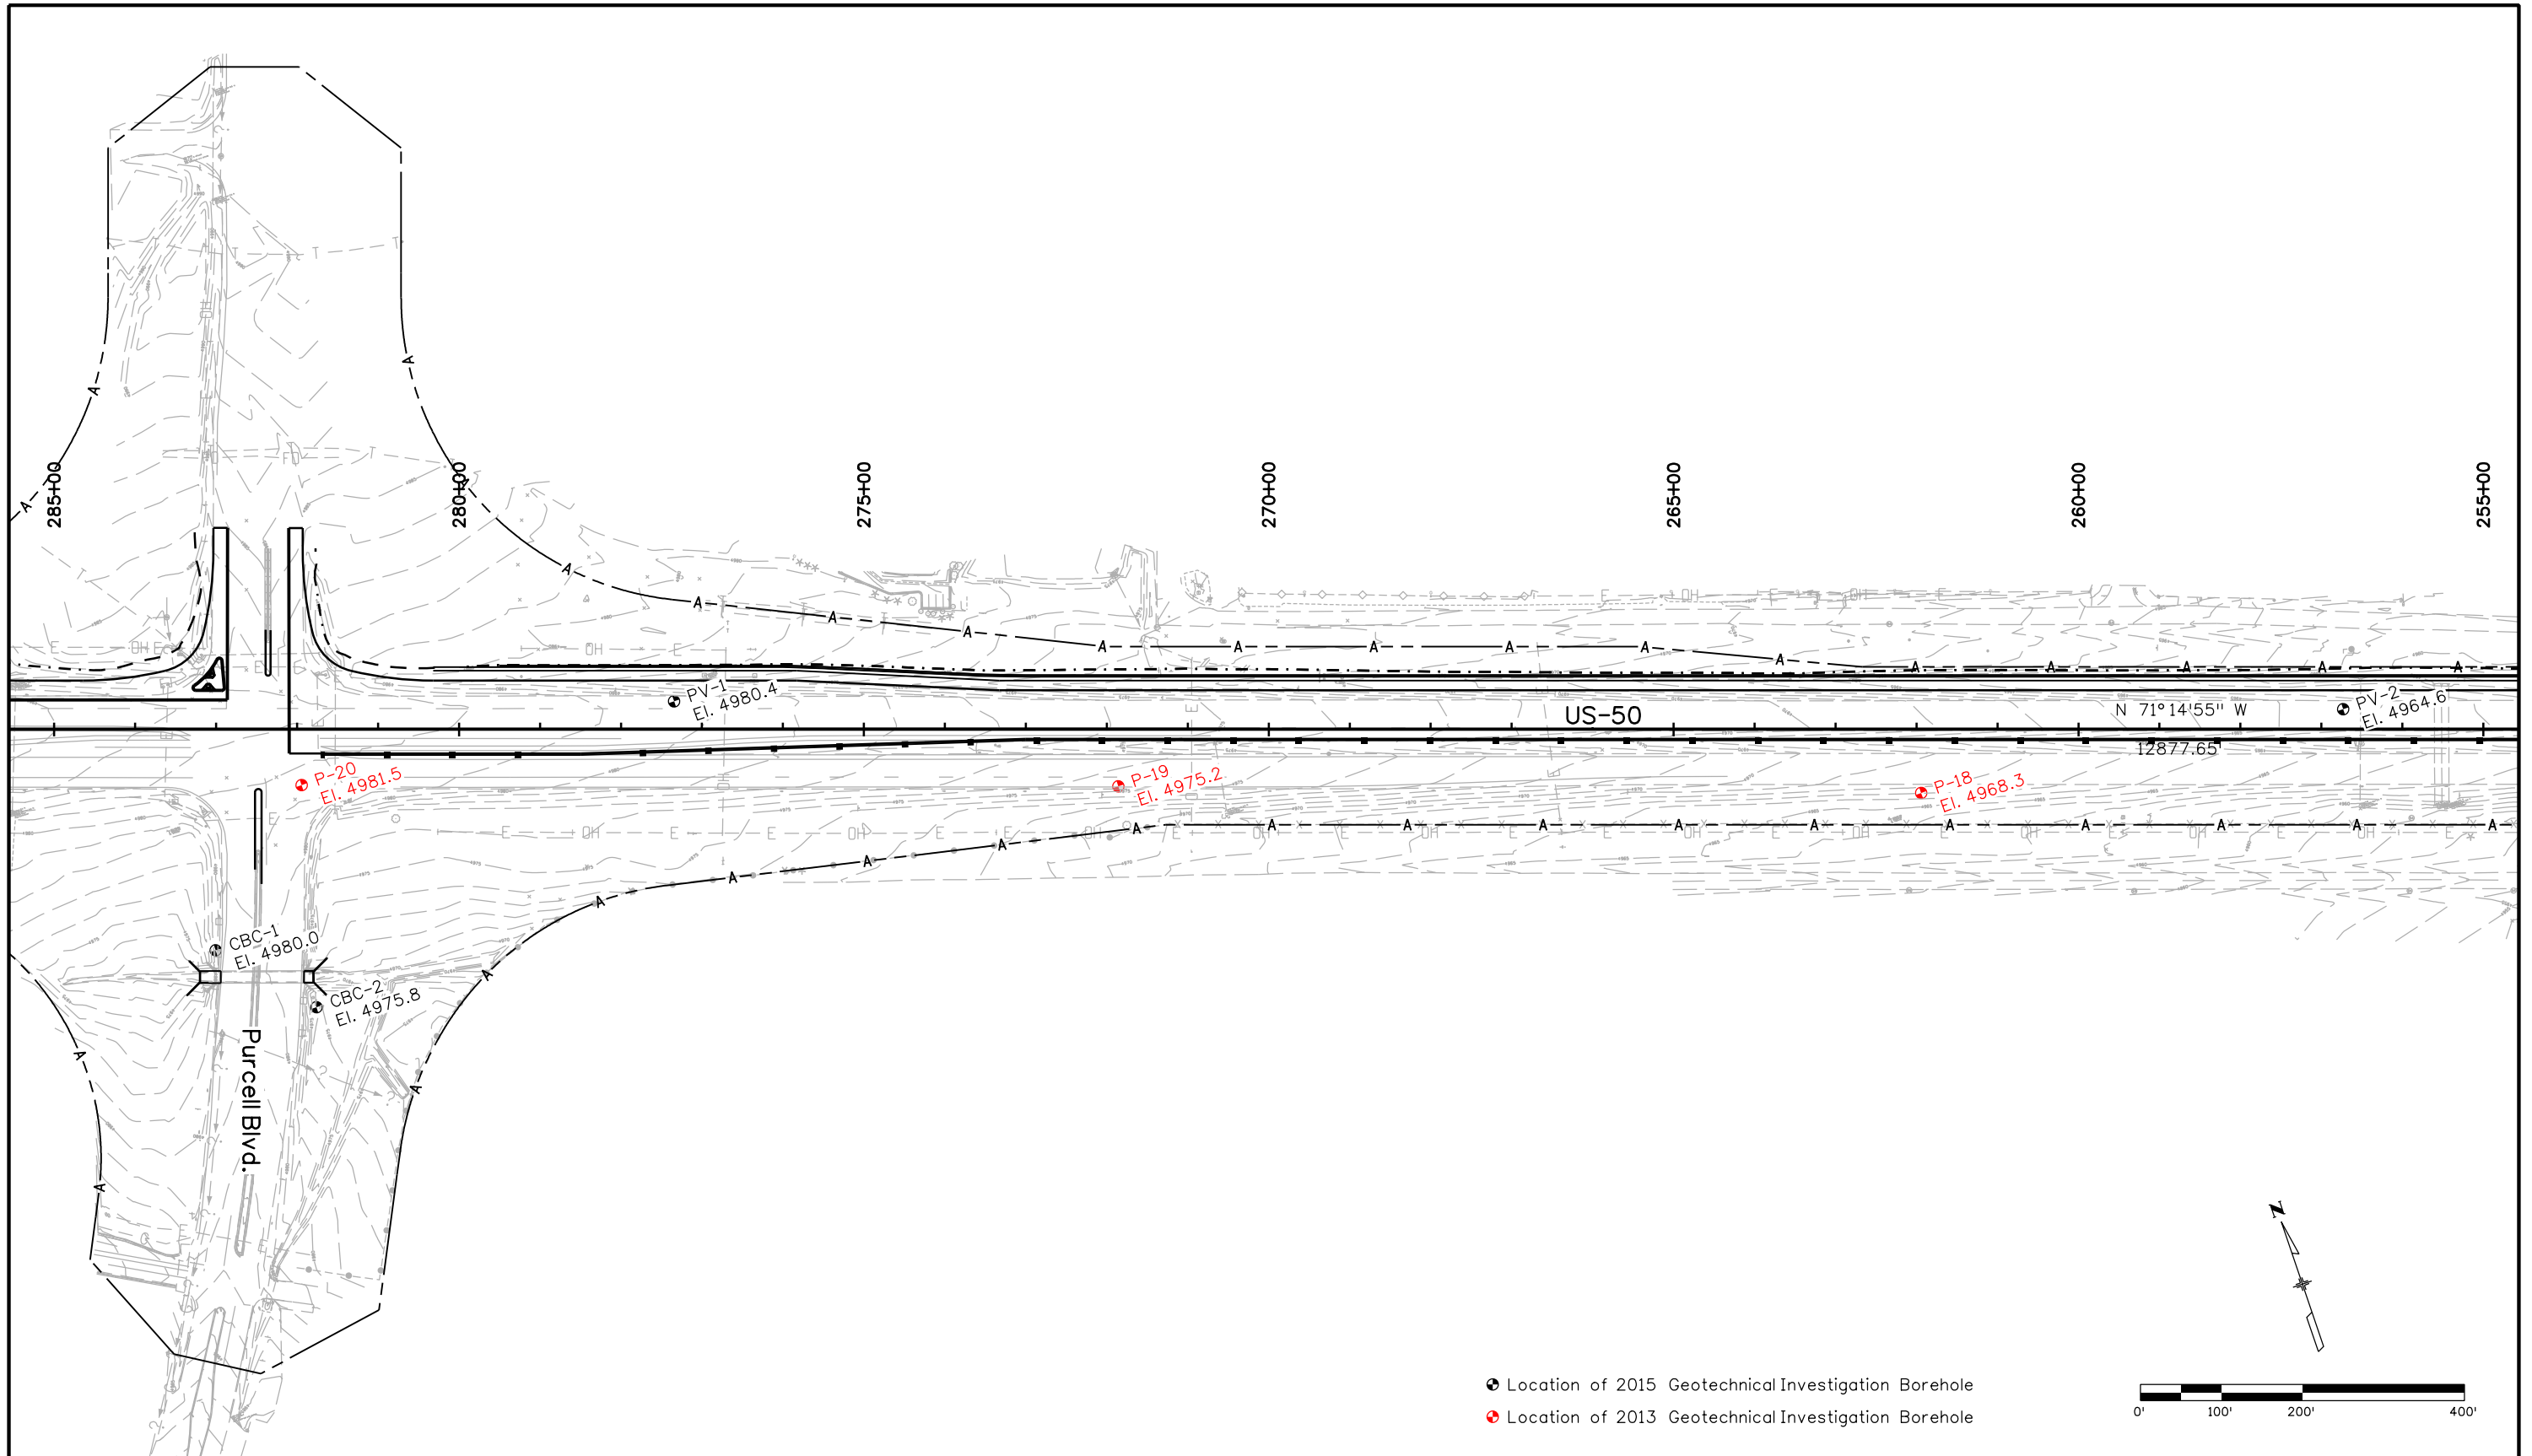 285+00
280+00
275+00
270+00
265+00
260+00
255+00
PV-1
El. 4980.4
US-50
N 71°14'55" W
12877.65'
PV-2
El. 4964.6
P-20
El. 4981.5
P-19
El. 4975.2
P-18
El. 4968.3
CBC-1
El. 4980.0
CBC-2
El. 4975.8
Purcell Blvd.
N
Location of 2015 Geotechnical Investigation Borehole
Location of 2013 Geotechnical Investigation Borehole
0' 100' 200' 400'